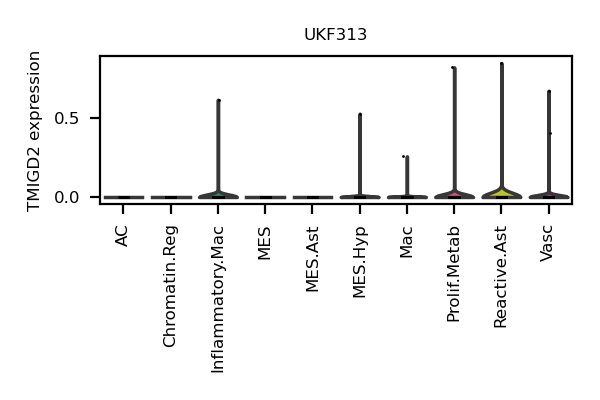 UKF313
TMIGD2 expression
0.5
0.0
AC
Chromatin.Reg
Inflammatory.Mac
MES
MES.Ast
MES.Hyp
Mac
Prolif.Metab
Reactive.Ast
Vasc